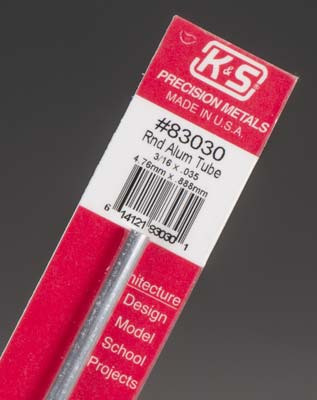 K&S
PRECISION METALS
MADE IN U.S.A.
#83030
Rnd Alum Tube
3/16 x .035
4.76mm x .888mm
6 14121 83030 1
hitecture
Design
Model
School
Projects